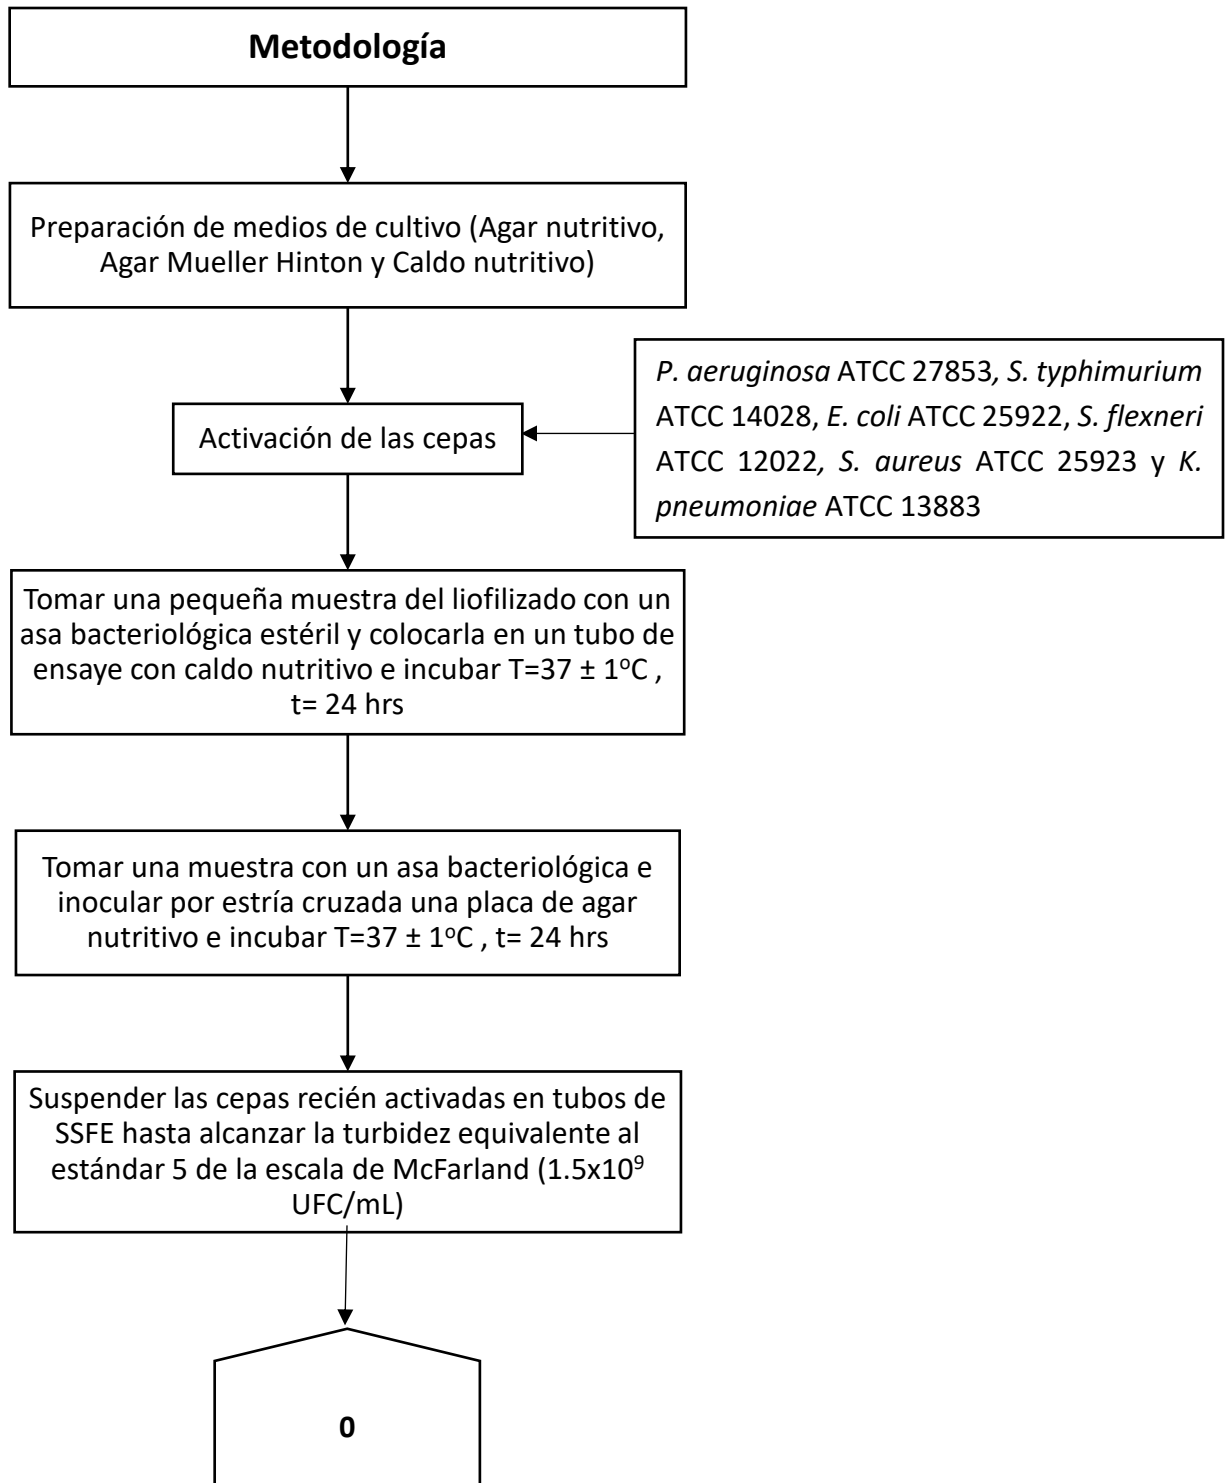 Metodología
Preparación de medios de cultivo (Agar nutritivo,
Agar Mueller Hinton y Caldo nutritivo)
P. aeruginosa ATCC 27853, S. typhimurium
ATCC 14028, E. coli ATCC 25922, S. flexneri
ATCC 12022, S. aureus ATCC 25923 y K.
pneumoniae ATCC 13883
Activación de las cepas
Tomar una pequeña muestra del liofilizado con un
asa bacteriológica estéril y colocarla en un tubo de
ensaye con caldo nutritivo e incubar T=37 ± 1°C ,
t= 24 hrs
Tomar una muestra con un asa bacteriológica e
inocular por estría cruzada una placa de agar
nutritivo e incubar T=37 ± 1°C , t= 24 hrs
Suspender las cepas recién activadas en tubos de
SSFE hasta alcanzar la turbidez equivalente al
estándar 5 de la escala de McFarland (1.5x10⁹
UFC/mL)
0